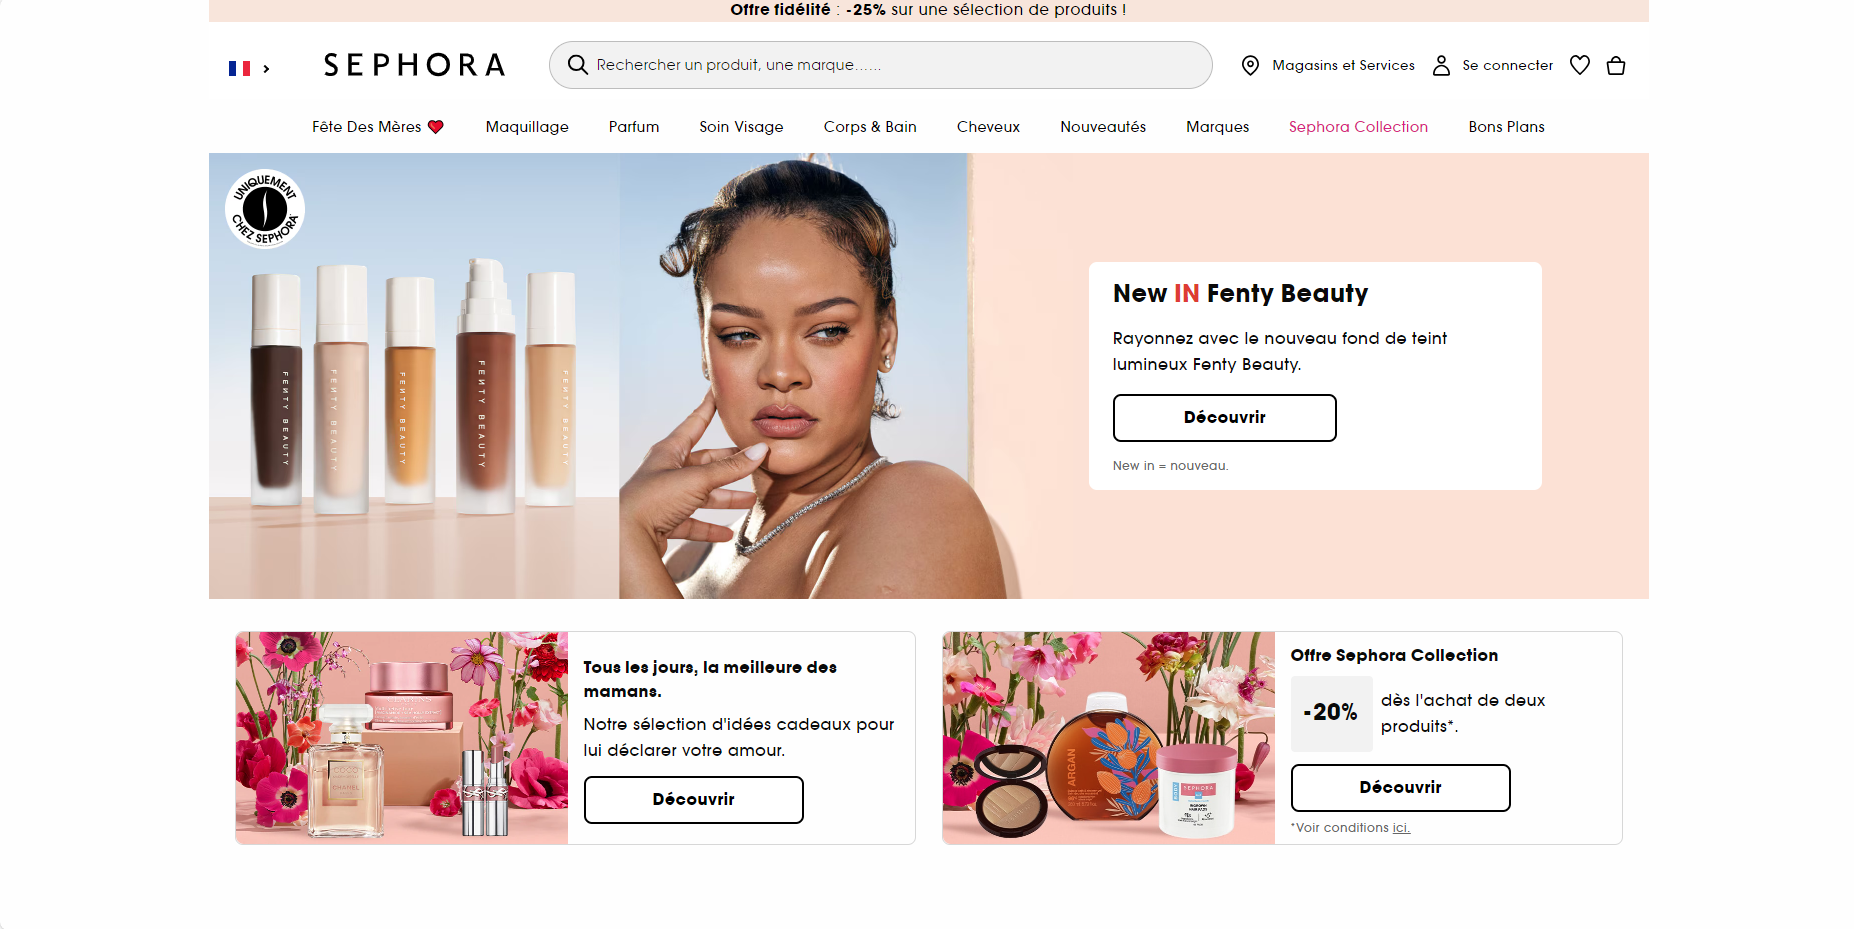 Offre fidélité : -25% sur une sélection de produits !
SEPHORA
Rechercher un produit, une marque......
Magasins et Services
Se connecter
Fête Des Mères
Maquillage
Parfum
Soin Visage
Corps & Bain
Cheveux
Nouveautés
Marques
Sephora Collection
Bons Plans
UNIQUEMENT
CHEZ SEPHORA
FENTY BEAUTY
FENTY BEAUTY
FENTY BEAUTY
FENTY BEAUTY
FENTY BEAUTY
New IN Fenty Beauty
Rayonnez avec le nouveau fond de teint
lumineux Fenty Beauty.
Découvrir
New in = nouveau.
COCO
CHANEL
Tous les jours, la meilleure des
mamans.
Notre sélection d'idées cadeaux pour
lui déclarer votre amour.
Découvrir
ARGAN
SEPHORA
Offre Sephora Collection
-20%
dès l'achat de deux
produits*.
Découvrir
*Voir conditions ici.